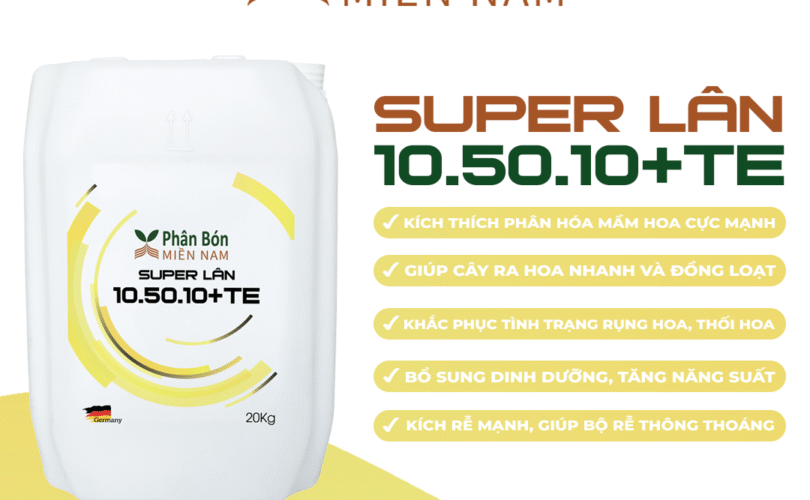 MIỀN NAM
SUPER LÂN
10.50.10+TE
✓ KÍCH THÍCH PHÂN HÓA MẦM HOA CỰC MẠNH
✓ GIÚP CÂY RA HOA NHANH VÀ ĐỒNG LOẠT
✓ KHẮC PHỤC TÌNH TRẠNG RỤNG HOA, THỐI HOA
✓ BỔ SUNG DINH DƯỠNG, TĂNG NĂNG SUẤT
✓ KÍCH RỄ MẠNH, GIÚP BỘ RỄ THÔNG THOÁNG
Phân Bón
MIỀN NAM
SUPER LÂN
10.50.10+TE
Germany
20Kg